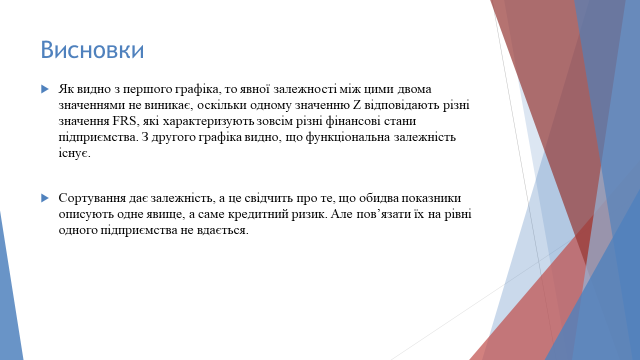 Висновки
Як видно з першого графіка, то явної залежності між цими двома
значеннями не виникає, оскільки одному значенню Z відповідають різні
значення FRS, які характеризують зовсім різні фінансові стани
підприємства. З другого графіка видно, що функціональна залежність
існує.
Сортування дає залежність, а це свідчить про те, що обидва показники
описують одне явище, а саме кредитний ризик. Але пов’язати їх на рівні
одного підприємства не вдається.